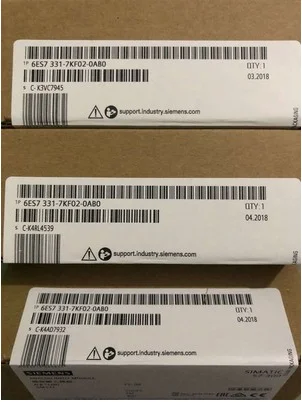 1P 6ES7 331-7KF02-0AB0
QTY: 1
03.2018
S C- K3VC7945
support.industry.siemens.com
1P 6ES7 331-7KF02-0AB0
QTY: 1
04.2018
S C-K4RL4539
support.industry.siemens.com
1P 6ES7 331-7KF02-0AB0
QTY: 1
04.2018
S C-K4AD7932
support.industry.siemens.com
SIEMENS
SIMATIC